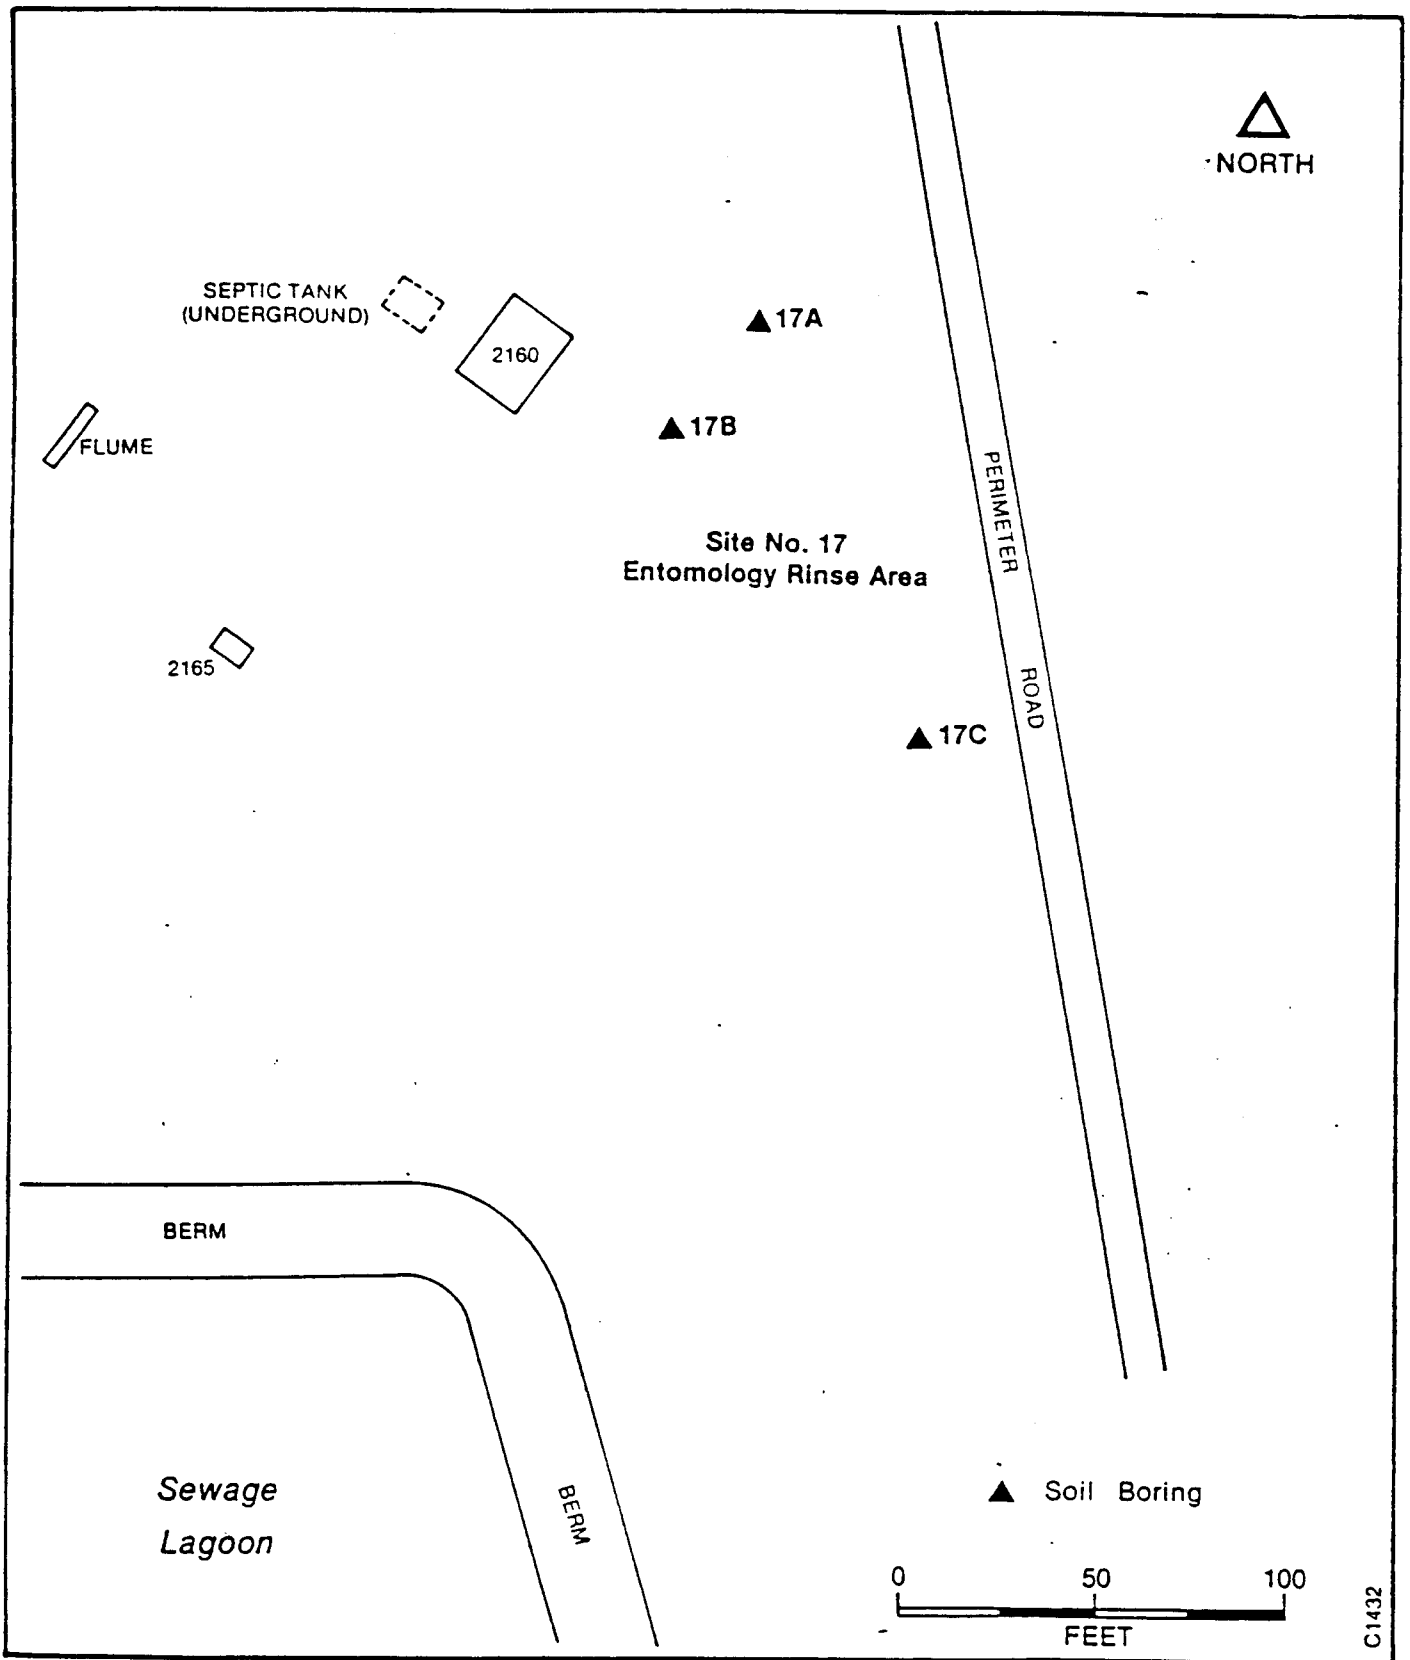 NORTH
SEPTIC TANK
(UNDERGROUND)
2160
17A
17B
FLUME
PERIMETER
Site No. 17
Entomology Rinse Area
2165
ROAD
17C
BERM
Sewage
Lagoon
BERM
Soil Boring
0 50 100
FEET
C1432